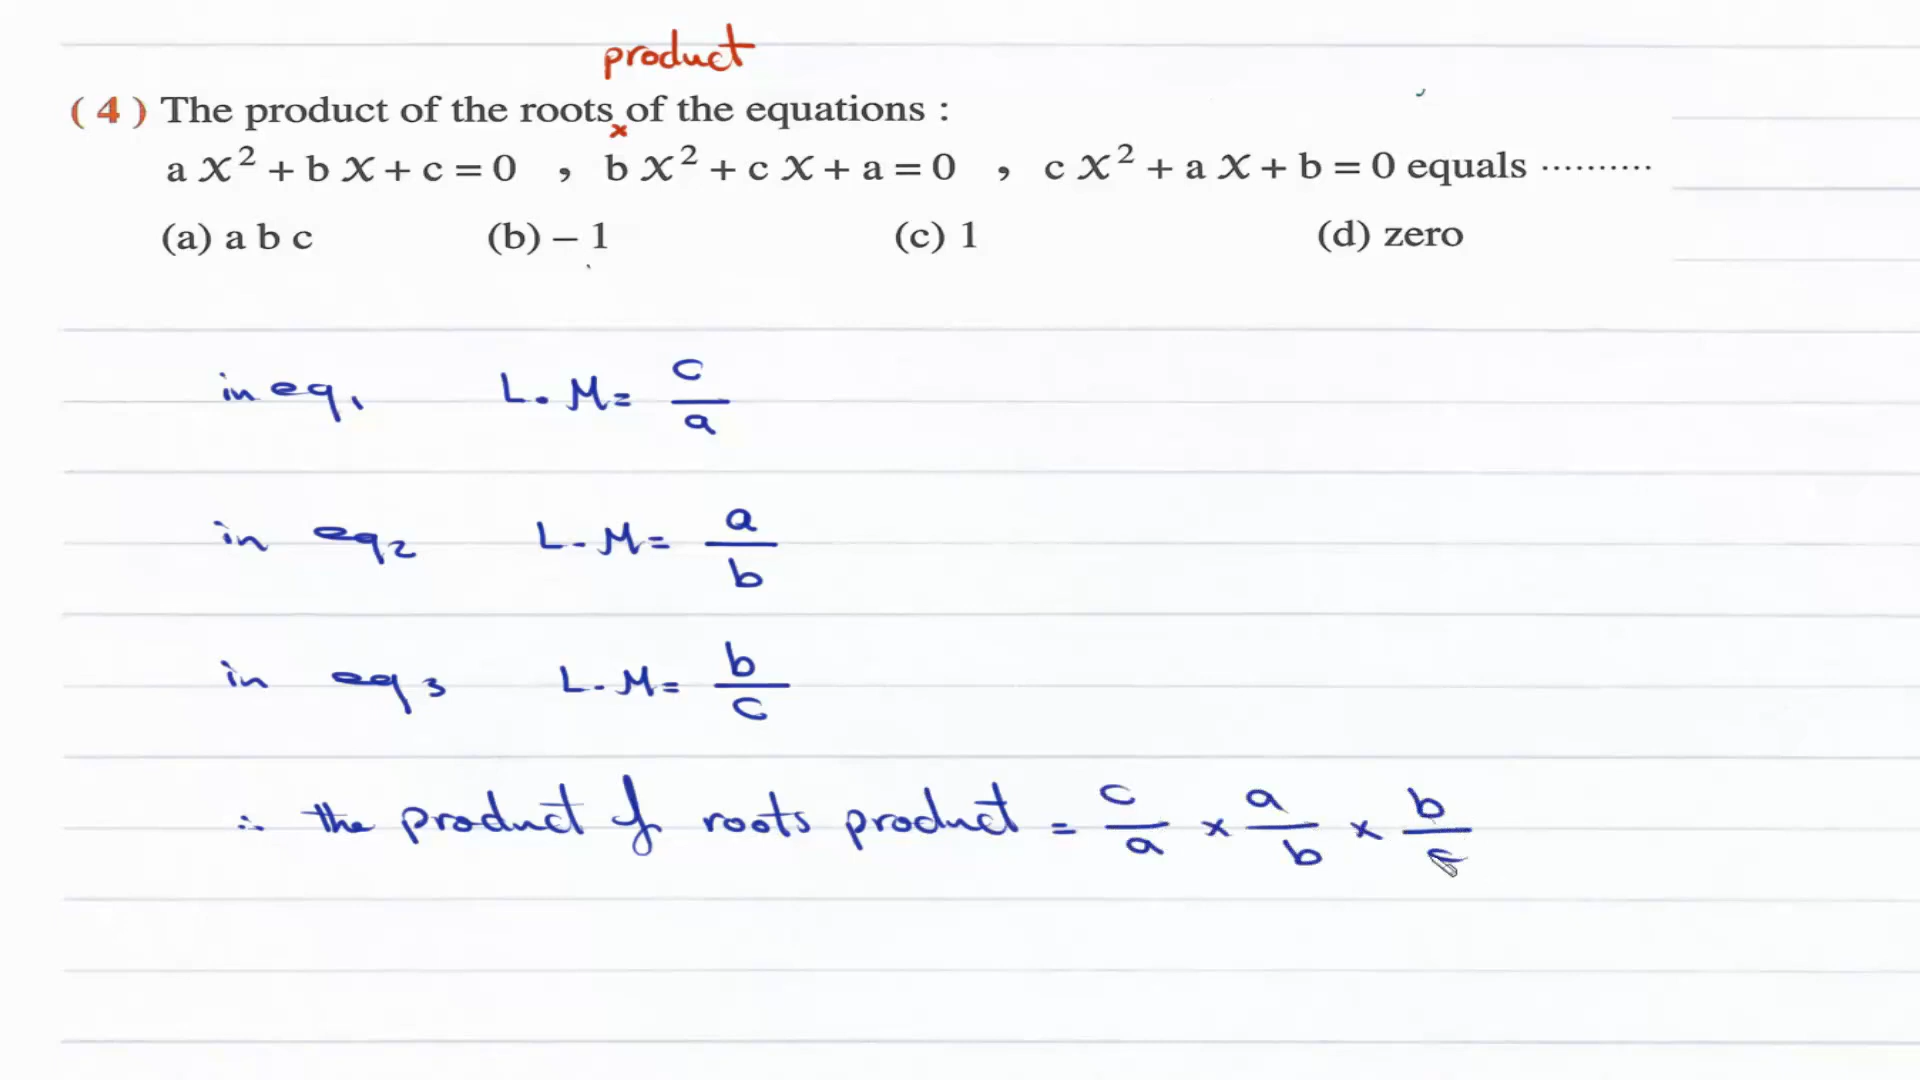 product
( 4 ) The product of the roots of the equations :
x
a X² + b X + c = 0 , b X² + c X + a = 0 , c X² + a X + b = 0 equals ..........
(a) a b c (b) – 1 (c) 1 (d) zero
in eq₁ L . M = c/a
in eq₂ L - M = a/b
in eq₃ L - M = b/c
∴ the product of roots product = c/a × a/b × b/c